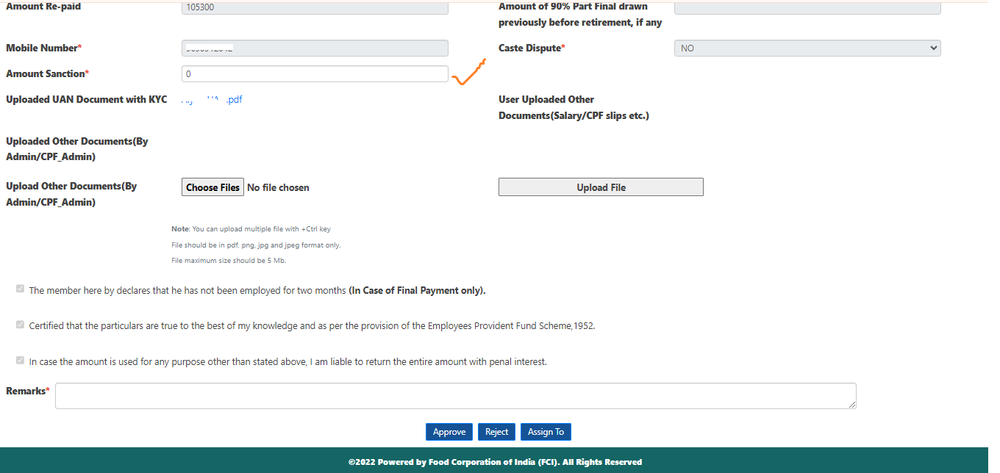 Amount Re-paid 105300 Amount of 90% Part Final drawn
previously before retirement, if any
Mobile Number* Caste Dispute* NO
Amount Sanction* 0
Uploaded UAN Document with KYC .pdf User Uploaded Other
Documents(Salary/CPF slips etc.)
Uploaded Other Documents(By
Admin/CPF_Admin)
Upload Other Documents(By Choose Files No file chosen Upload File
Admin/CPF_Admin)
Note: You can upload multiple file with +Ctrl key
File should be in pdf, png, jpg and jpeg format only.
File maximum size should be 5 Mb.
The member here by declares that he has not been employed for two months (In Case of Final Payment only).
Certified that the particulars are true to the best of my knowledge and as per the provision of the Employees Provident Fund Scheme,1952.
In case the amount is used for any purpose other than stated above, I am liable to return the entire amount with penal interest.
Remarks*
Approve Reject Assign To
©2022 Powered by Food Corporation of India (FCI). All Rights Reserved